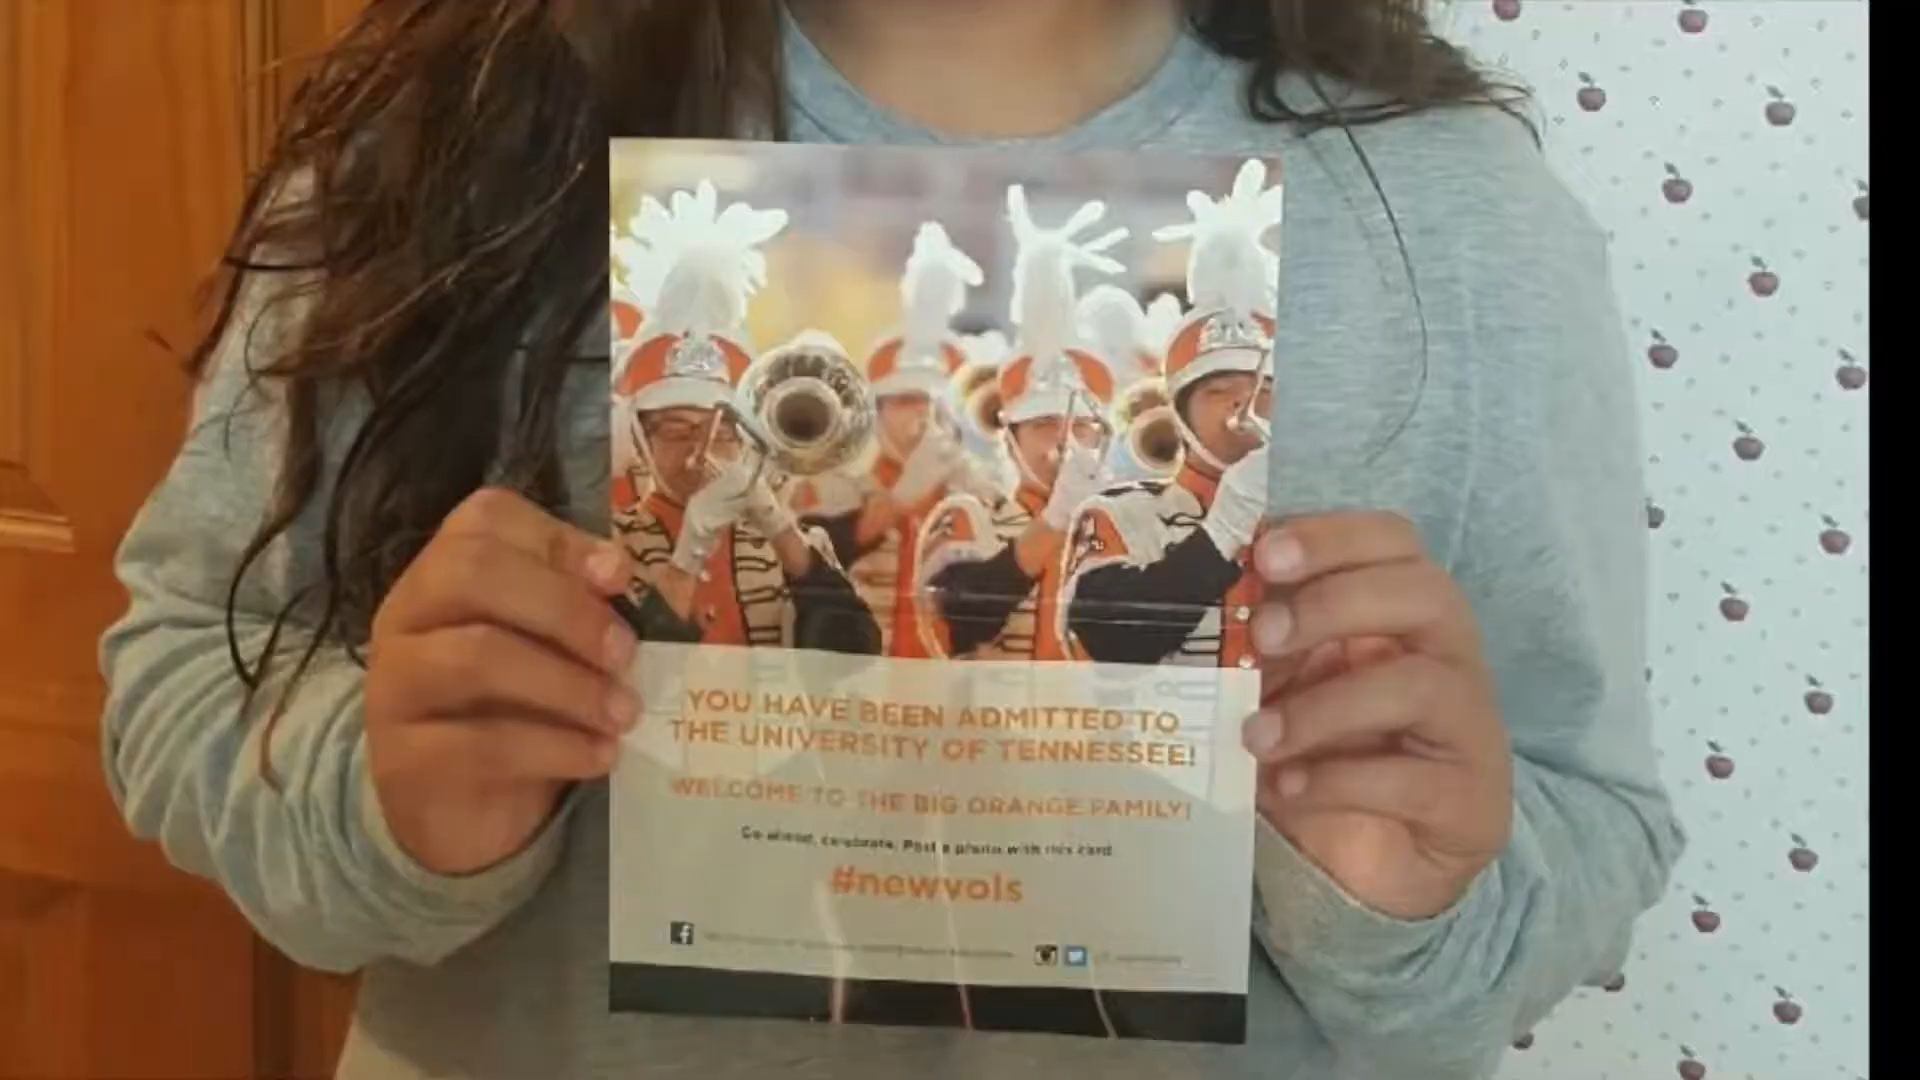 YOU HAVE BEEN ADMITTED TO
THE UNIVERSITY OF TENNESSEE!
WELCOME TO THE BIG ORANGE FAMILY!
Go ahead, celebrate. Post a photo with this card.
#newvols